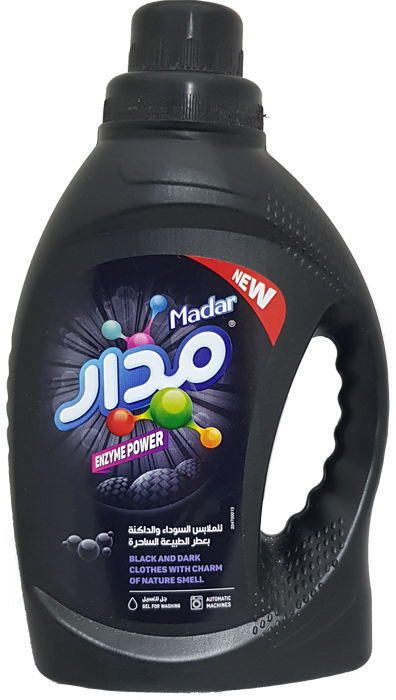 NEW
Madar
مدار
®
ENZYME POWER
للملابس السوداء والداكنة
بعطر الطبيعة الساحرة
BLACK AND DARK
CLOTHES WITH CHARM
OF NATURE SMELL
جل للغسيل
GEL FOR WASHING
AUTOMATIC
MACHINES